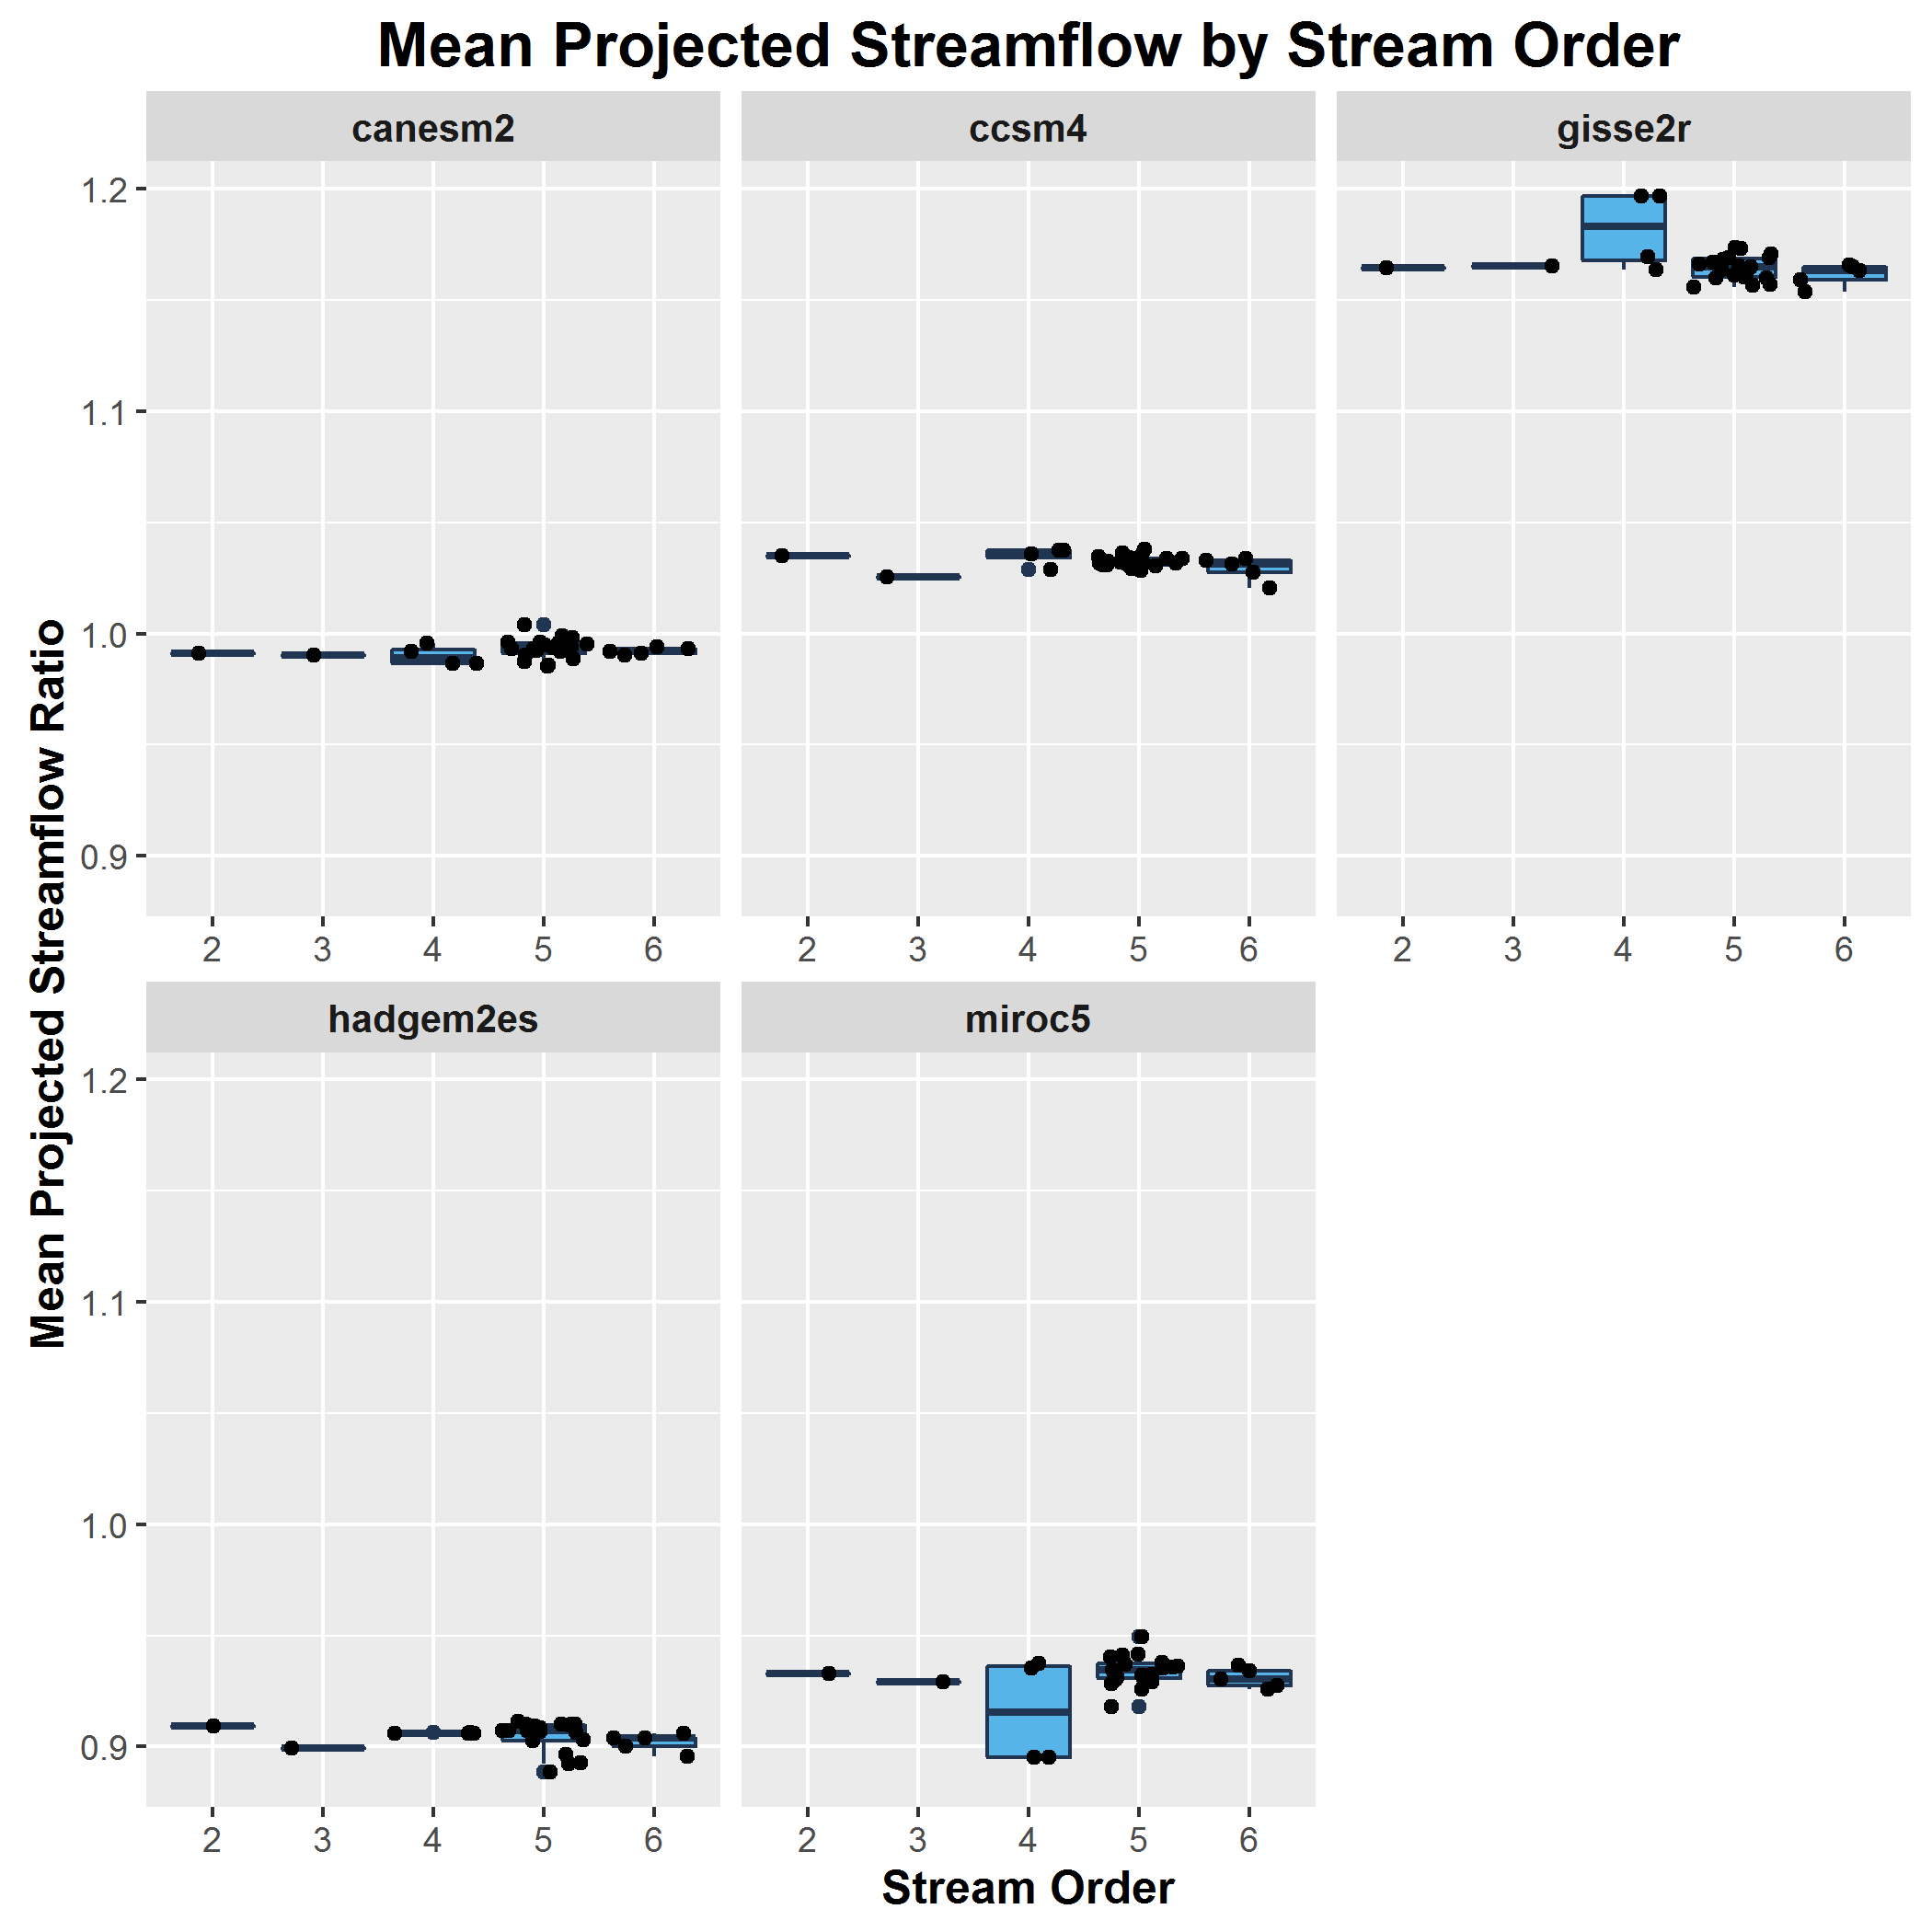 Mean Projected Streamflow by Stream Order
canesm2 ccsm4 gisse2r
1.2
1.1
1.0
0.9
2 3 4 5 6 2 3 4 5 6 2 3 4 5 6
Mean Projected Streamflow Ratio
hadgem2es miroc5
1.2
1.1
1.0
0.9
2 3 4 5 6 2 3 4 5 6
Stream Order